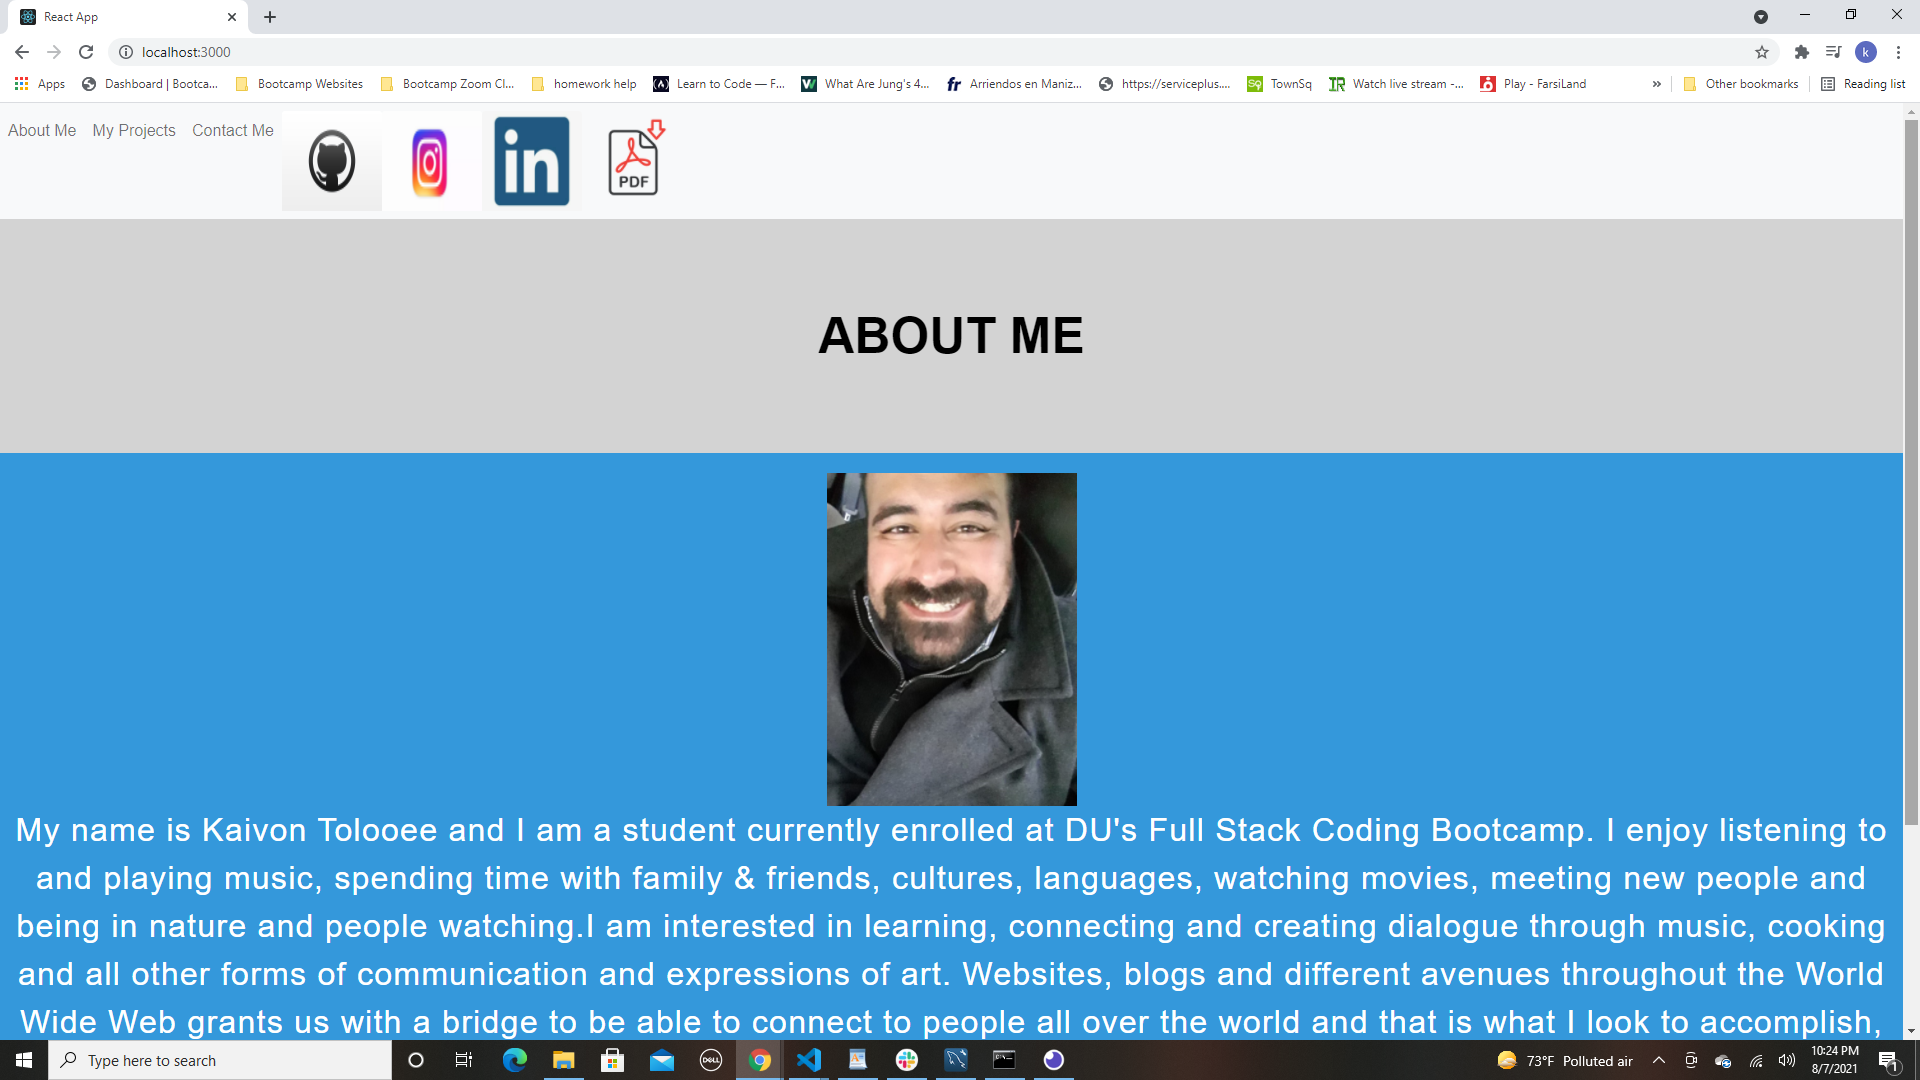 React App
localhost:3000
Apps Dashboard | Bootca... Bootcamp Websites Bootcamp Zoom Cl... homework help Learn to Code — F... What Are Jung's 4... Arriendos en Maniz... https://serviceplus.... TownSq Watch live stream -... Play - FarsiLand » Other bookmarks Reading list
About Me My Projects Contact Me in PDF
ABOUT ME
My name is Kaivon Tolooee and I am a student currently enrolled at DU's Full Stack Coding Bootcamp. I enjoy listening to
and playing music, spending time with family & friends, cultures, languages, watching movies, meeting new people and
being in nature and people watching.I am interested in learning, connecting and creating dialogue through music, cooking
and all other forms of communication and expressions of art. Websites, blogs and different avenues throughout the World
Wide Web grants us with a bridge to be able to connect to people all over the world and that is what I look to accomplish,
Type here to search DELL 73°F Polluted air 10:24 PM
8/7/2021 1